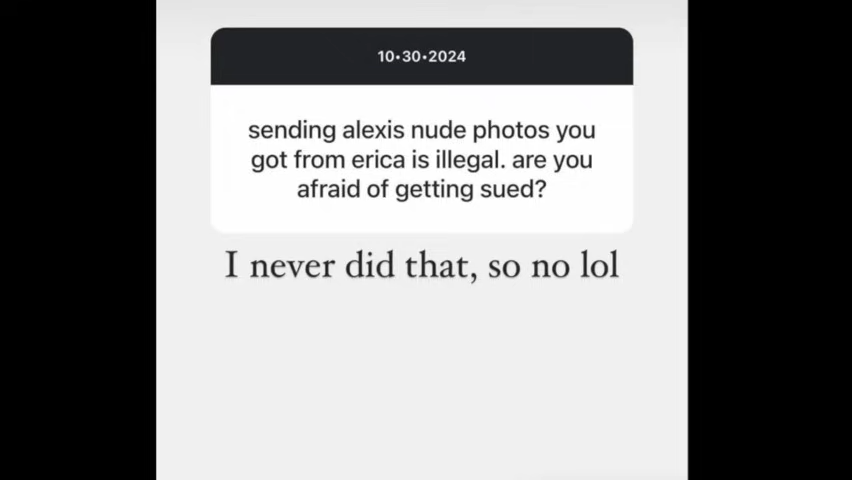 10•30•2024
sending alexis nude photos you
got from erica is illegal. are you
afraid of getting sued?
I never did that, so no lol